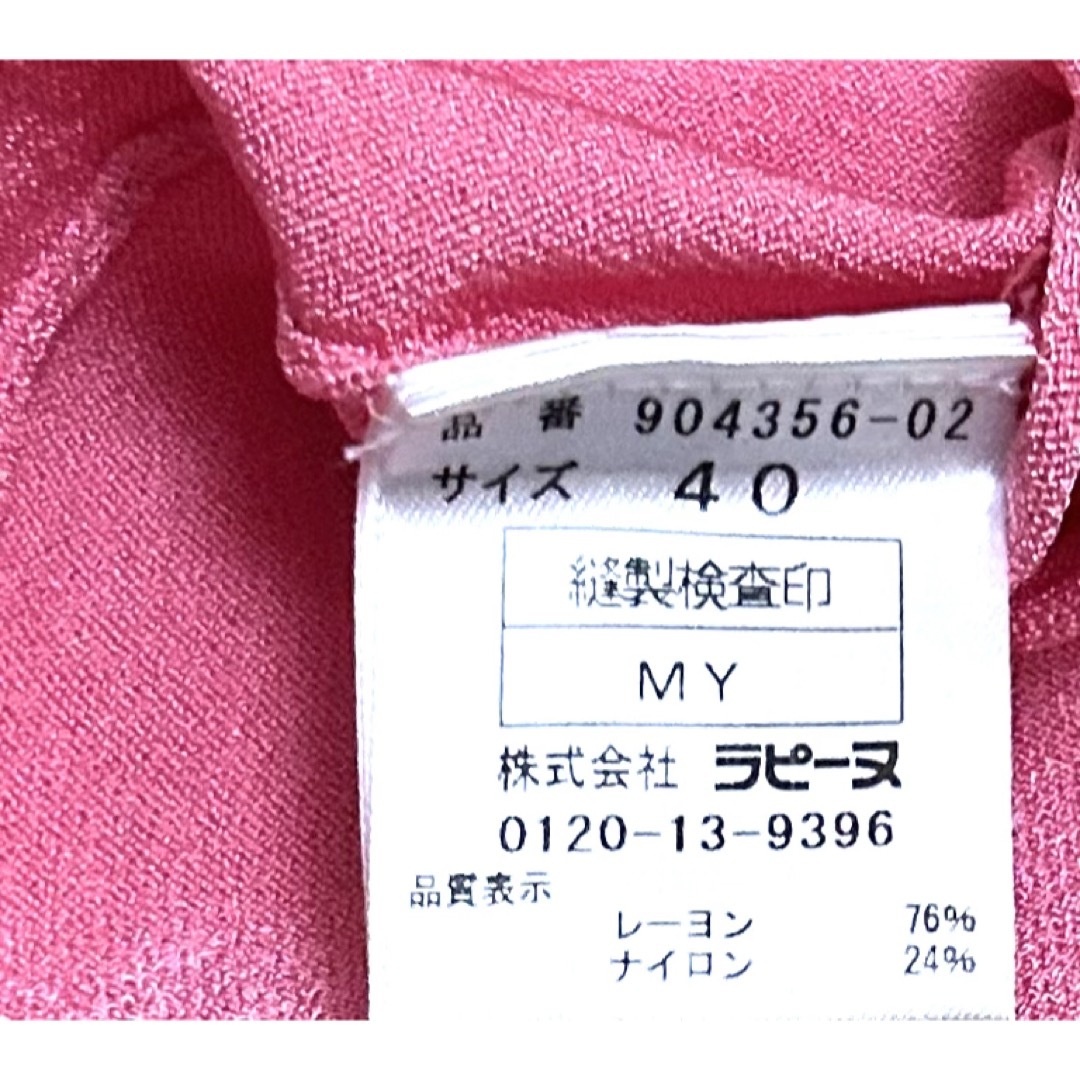 品 番 904356-02
サイズ 40
縫製検査印
MY
株式会社 ラピーヌ
0120-13-9396
品質表示
レーヨン 76%
ナイロン 24%